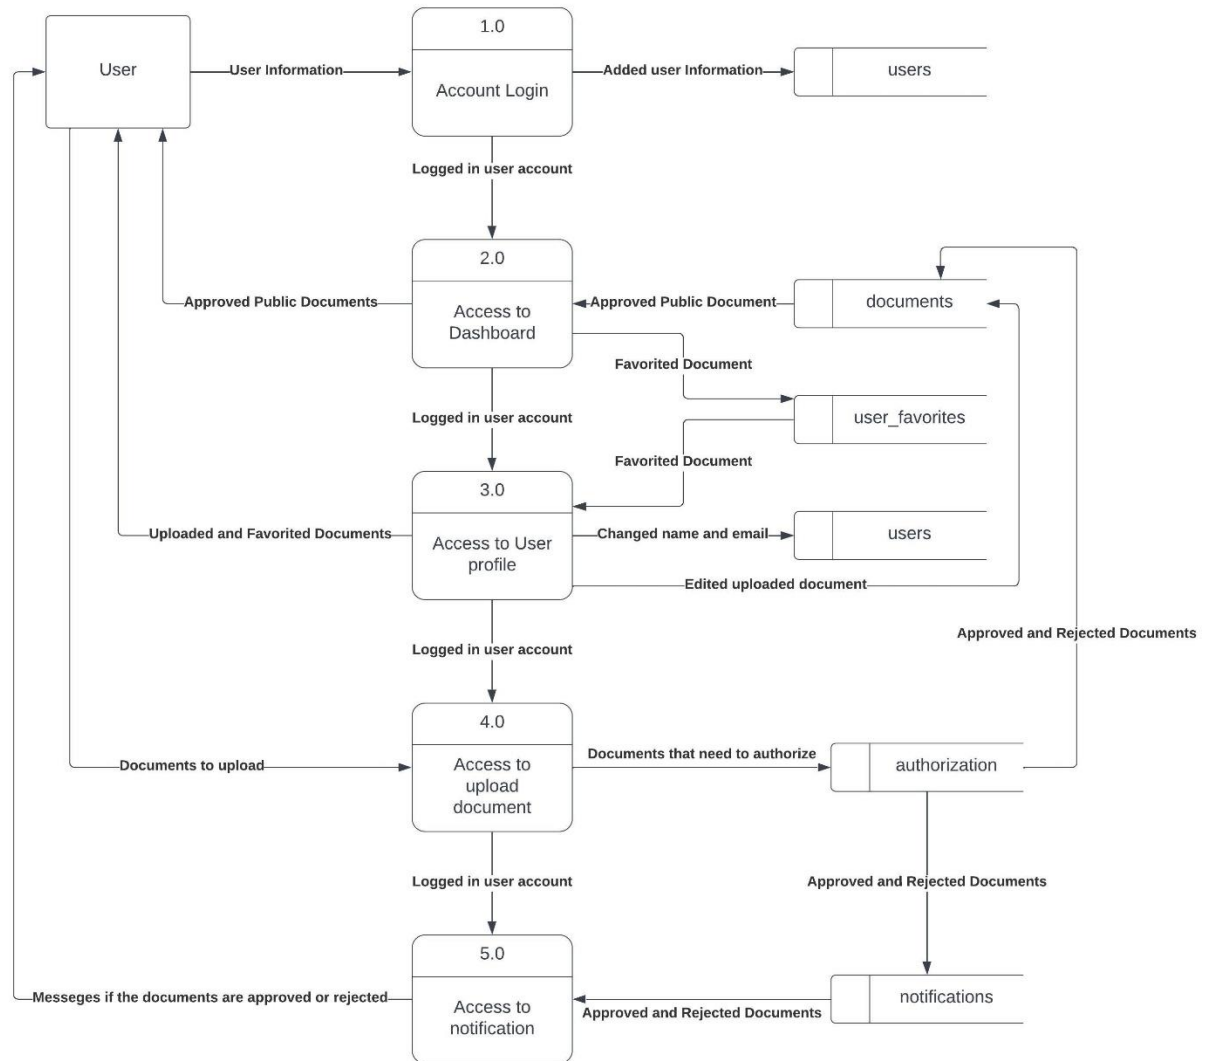 1.0
User
User Information
Account Login
Added user Information
users
Logged in user account
2.0
Approved Public Documents
Access to
Dashboard
Approved Public Document
documents
Favorited Document
Logged in user account
user_favorites
Favorited Document
3.0
Uploaded and Favorited Documents
Access to User
profile
Changed name and email
users
Edited uploaded document
Approved and Rejected Documents
Logged in user account
4.0
Documents to upload
Access to
upload
document
Documents that need to authorize
authorization
Logged in user account
Approved and Rejected Documents
5.0
Messeges if the documents are approved or rejected
Access to
notification
Approved and Rejected Documents
notifications